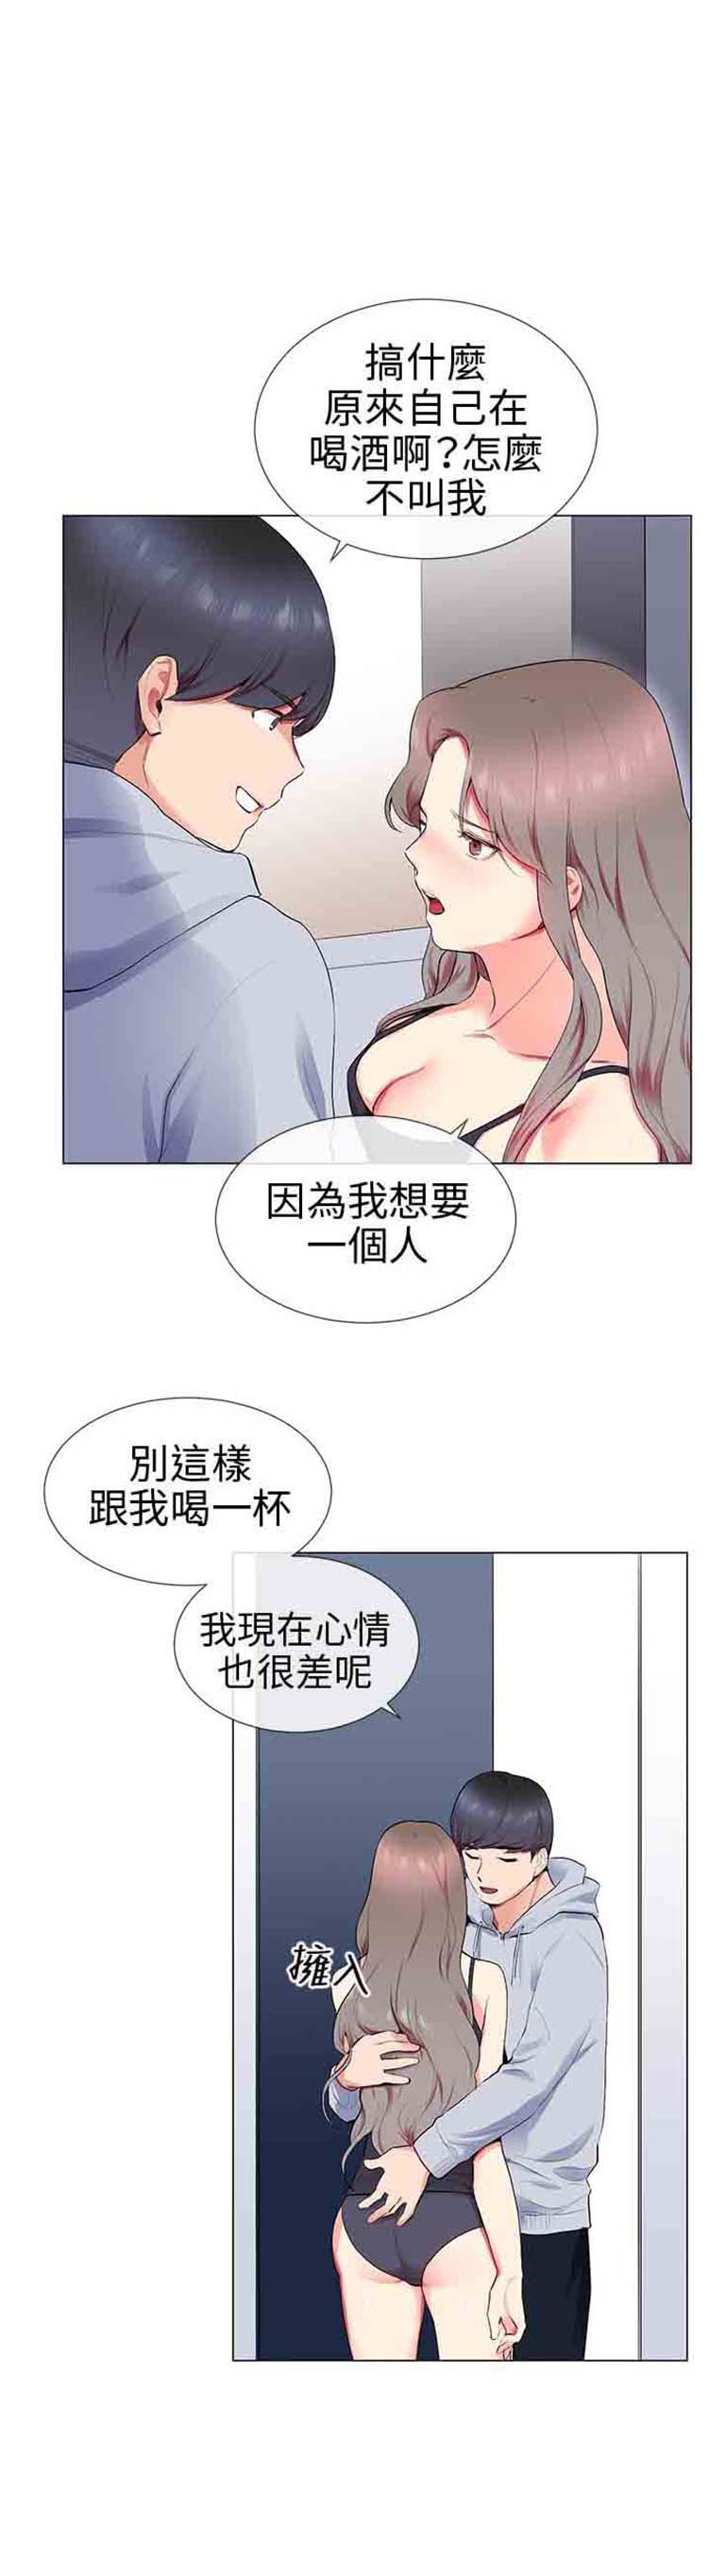 搞什麼
原來自己在
喝酒啊?怎麼
不叫我
因為我想要
一個人
別這樣
跟我喝一杯
我現在心情
也很差呢
擁入